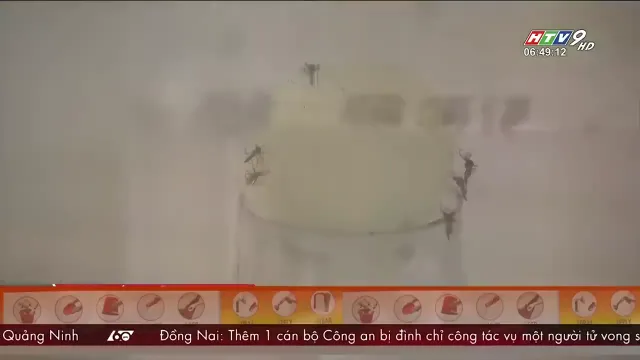 HTV9 HD
06:49:12
Quảng Ninh 60 Đồng Nai: Thêm 1 cán bộ Công an bị đình chỉ công tác vụ một người tử vong